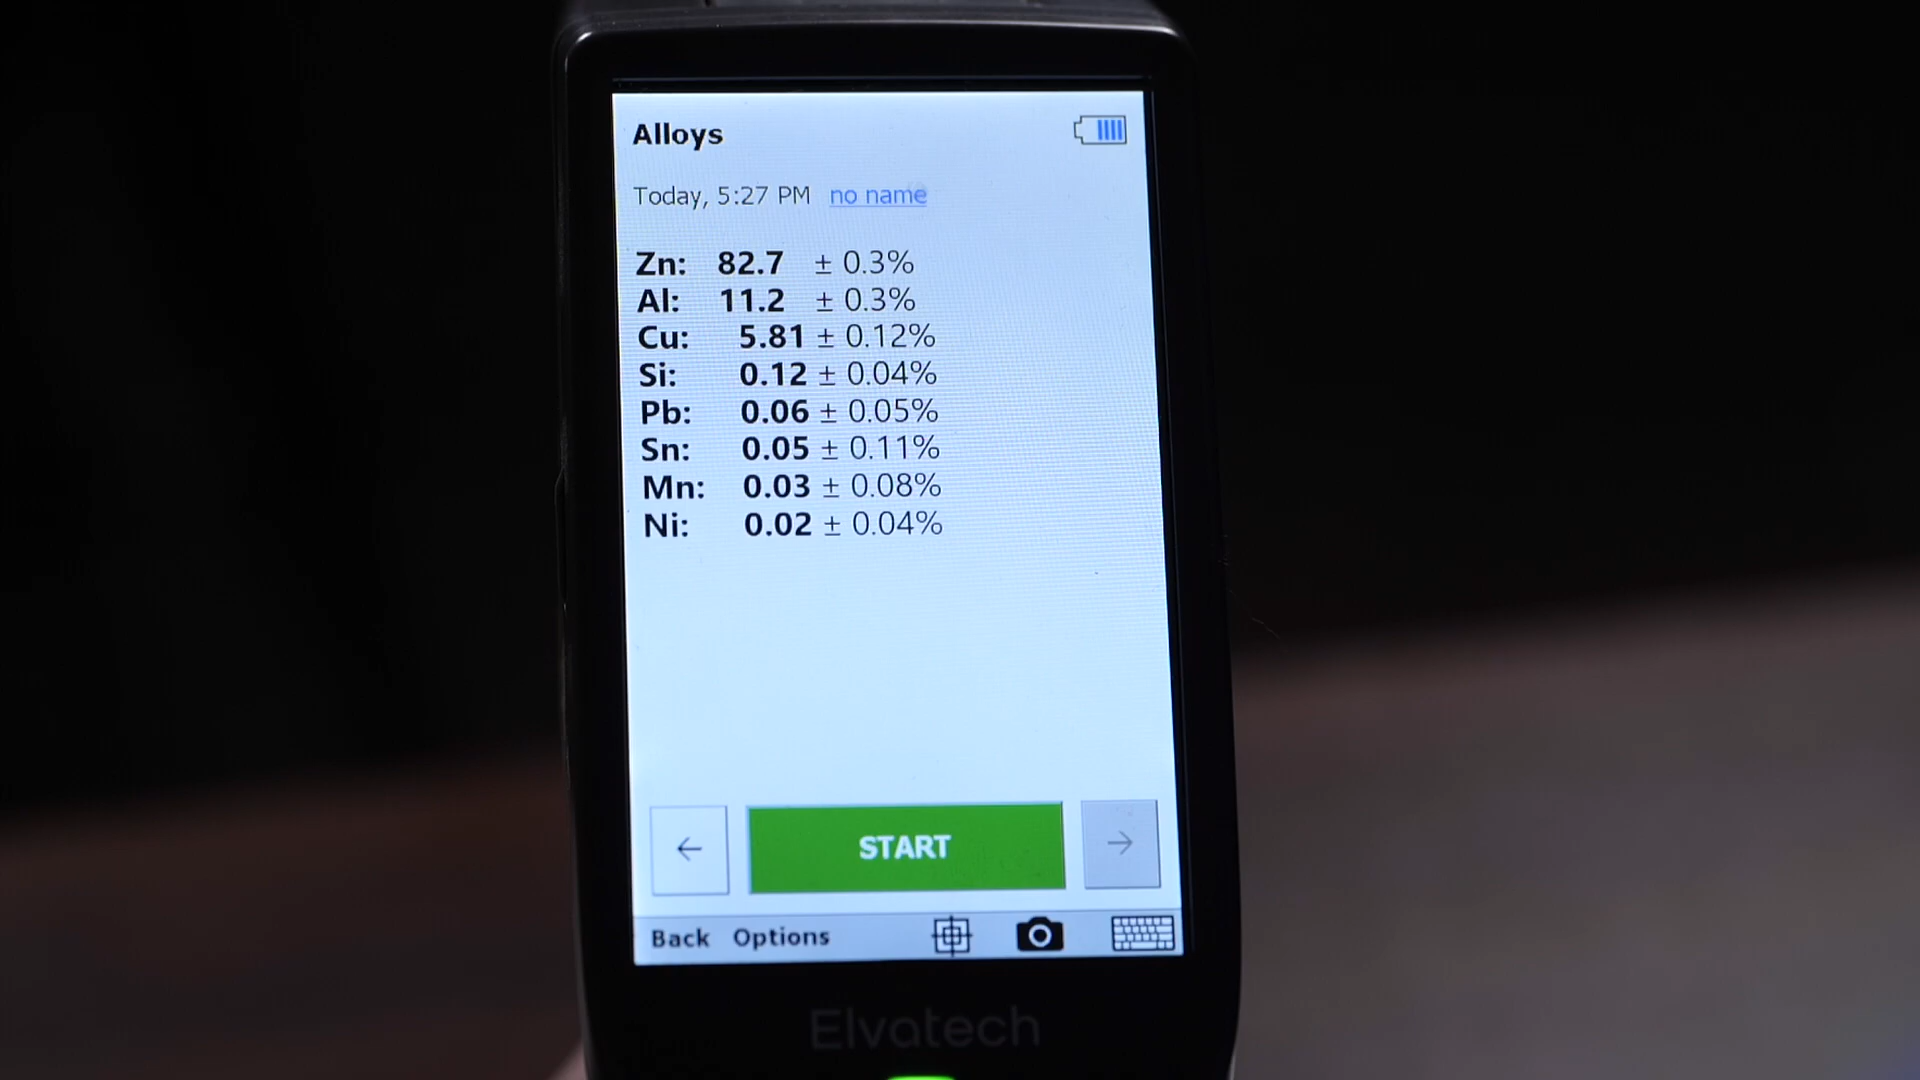 Alloys
Today, 5:27 PM no name
Zn: 82.7 ± 0.3%
Al: 11.2 ± 0.3%
Cu: 5.81 ± 0.12%
Si: 0.12 ± 0.04%
Pb: 0.06 ± 0.05%
Sn: 0.05 ± 0.11%
Mn: 0.03 ± 0.08%
Ni: 0.02 ± 0.04%
← START →
Back Options
Elvatech